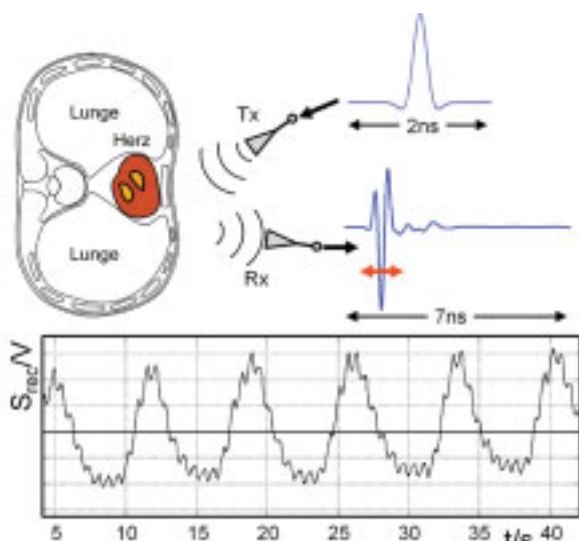 Lunge
Herz
Lunge
Tx
2ns
Rx
7ns
S_rec/V
5 10 15 20 25 30 35 40
t/s